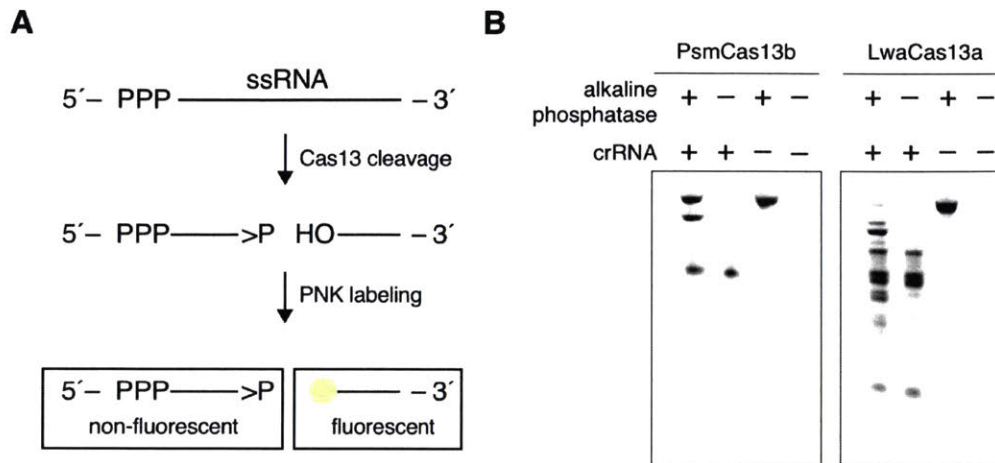 A
ssRNA
5´– PPP – 3´
Cas13 cleavage
5´– PPP >P HO – 3´
PNK labeling
5´– PPP >P – 3´
non-fluorescent fluorescent
B
PsmCas13b LwaCas13a
alkaline
phosphatase + − + − + − + −
crRNA + + − − + + − −